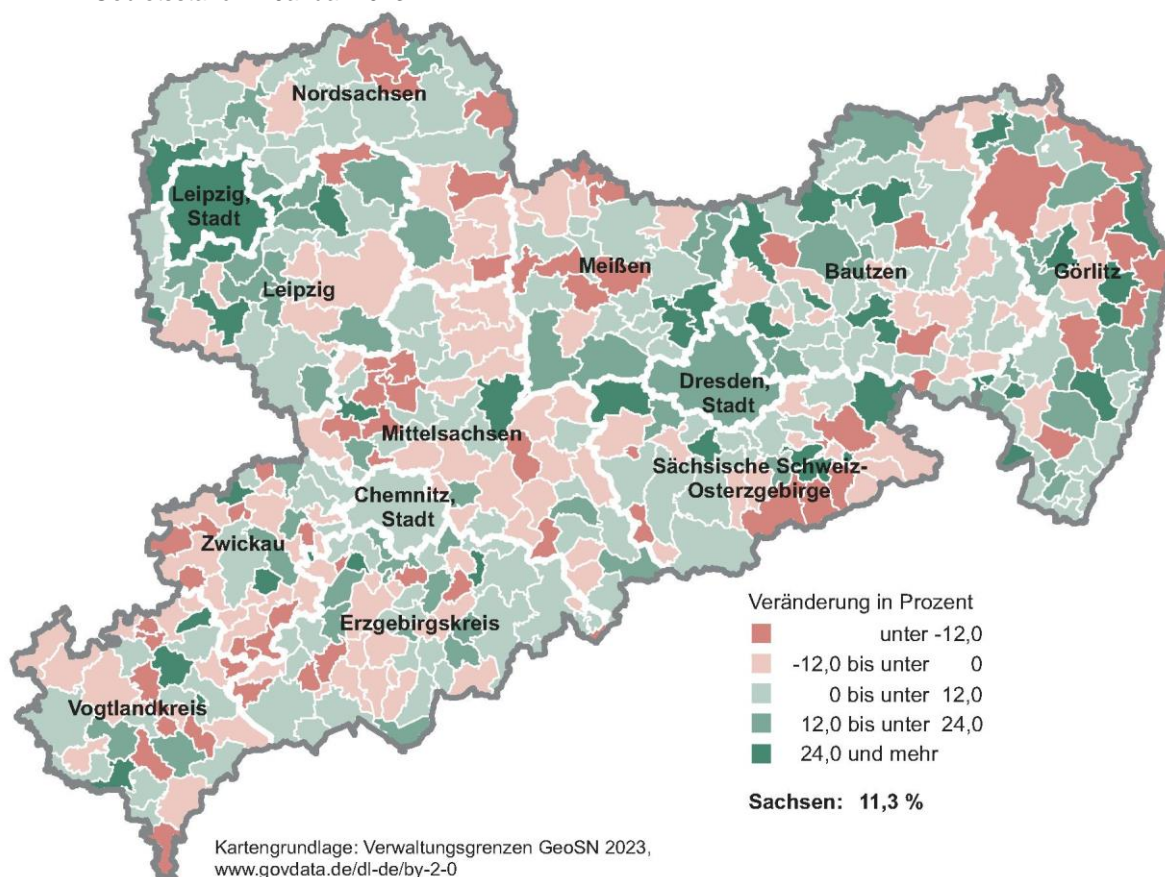 Nordsachsen
Leipzig,
Stadt
Leipzig
Meißen
Bautzen
Görlitz
Dresden,
Stadt
Mittelsachsen
Sächsische Schweiz-
Osterzgebirge
Chemnitz,
Stadt
Zwickau
Erzgebirgskreis
Vogtlandkreis
Veränderung in Prozent
unter -12,0
-12,0 bis unter 0
0 bis unter 12,0
12,0 bis unter 24,0
24,0 und mehr
Sachsen: 11,3 %
Kartengrundlage: Verwaltungsgrenzen GeoSN 2023,
www.govdata.de/dl-de/by-2-0